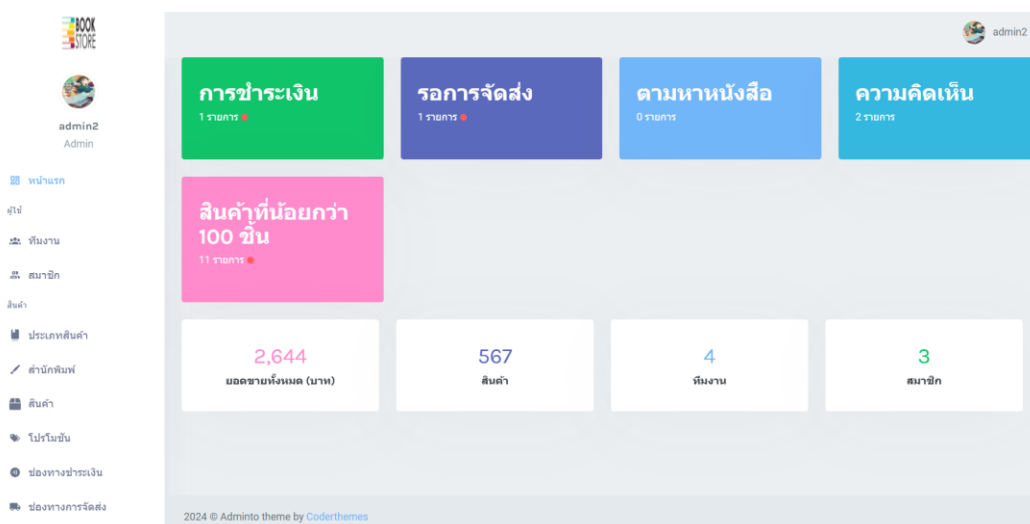 BOOK
STORE
admin2
Admin
หน้าแรก
ผู้ใช้
ทีมงาน
สมาชิก
สินค้า
ประเภทสินค้า
สำนักพิมพ์
สินค้า
โปรโมชัน
ช่องทางชำระเงิน
ช่องทางการจัดส่ง
admin2
การชำระเงิน
1 รายการ
รอการจัดส่ง
1 รายการ
ตามหาหนังสือ
0 รายการ
ความคิดเห็น
2 รายการ
สินค้าที่น้อยกว่า
100 ชิ้น
11 รายการ
2,644
ยอดขายทั้งหมด (บาท)
567
สินค้า
4
ทีมงาน
3
สมาชิก
2024 © Adminto theme by Coderthemes